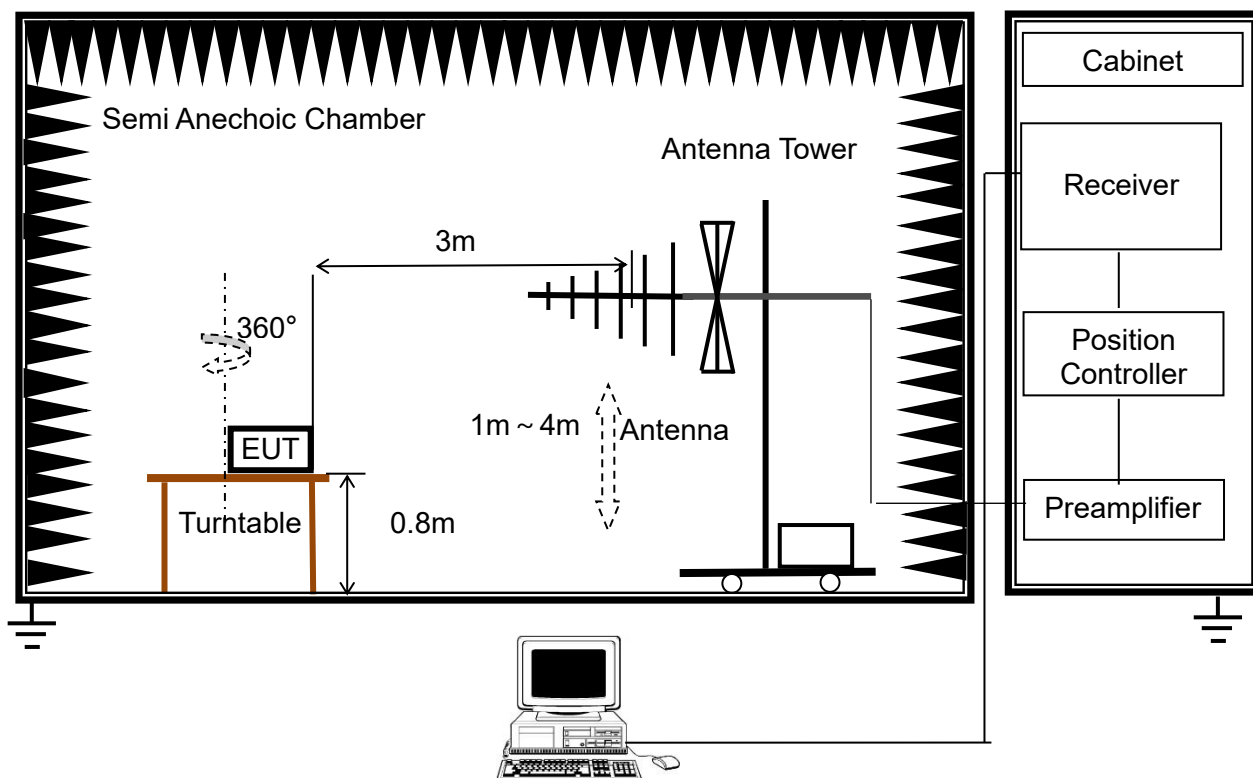 Cabinet
Semi Anechoic Chamber
Antenna Tower
Receiver
3m
360°
Position
Controller
1m ~ 4m
Antenna
EUT
Turntable
0.8m
Preamplifier